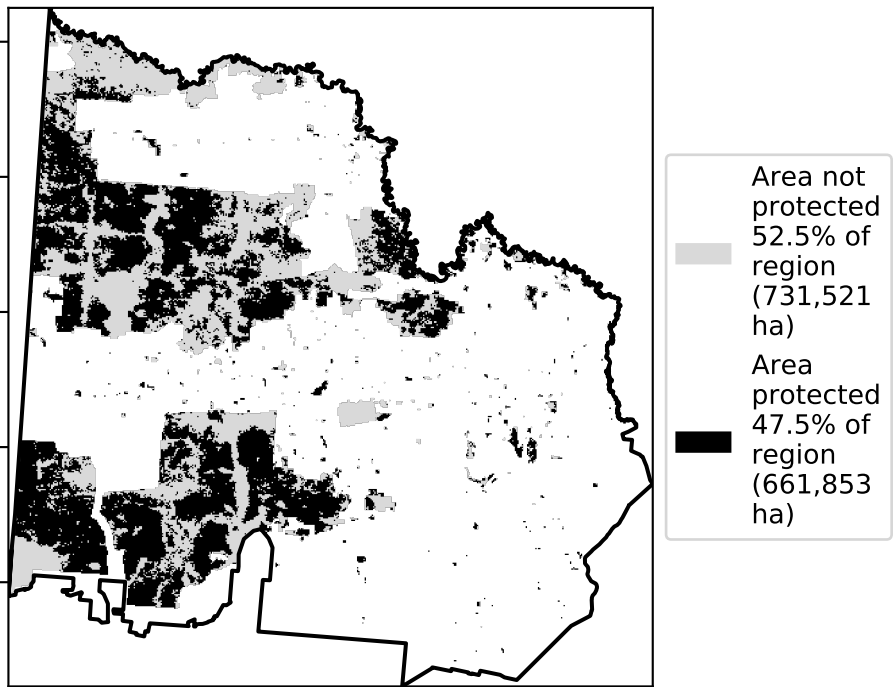 Area not
protected
52.5% of
region
(731,521
ha)
Area
protected
47.5% of
region
(661,853
ha)